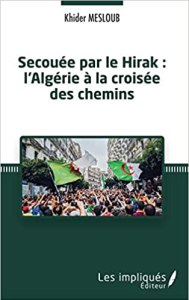 Khider MESLOUB
Secouée par le Hirak :
l'Algérie à la croisée
des chemins
Les impliqués
Éditeur